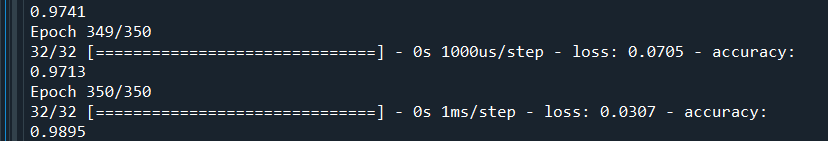 0.9741
Epoch 349/350
32/32 [==============================] - 0s 1000us/step - loss: 0.0705 - accuracy:
0.9713
Epoch 350/350
32/32 [==============================] - 0s 1ms/step - loss: 0.0307 - accuracy:
0.9895